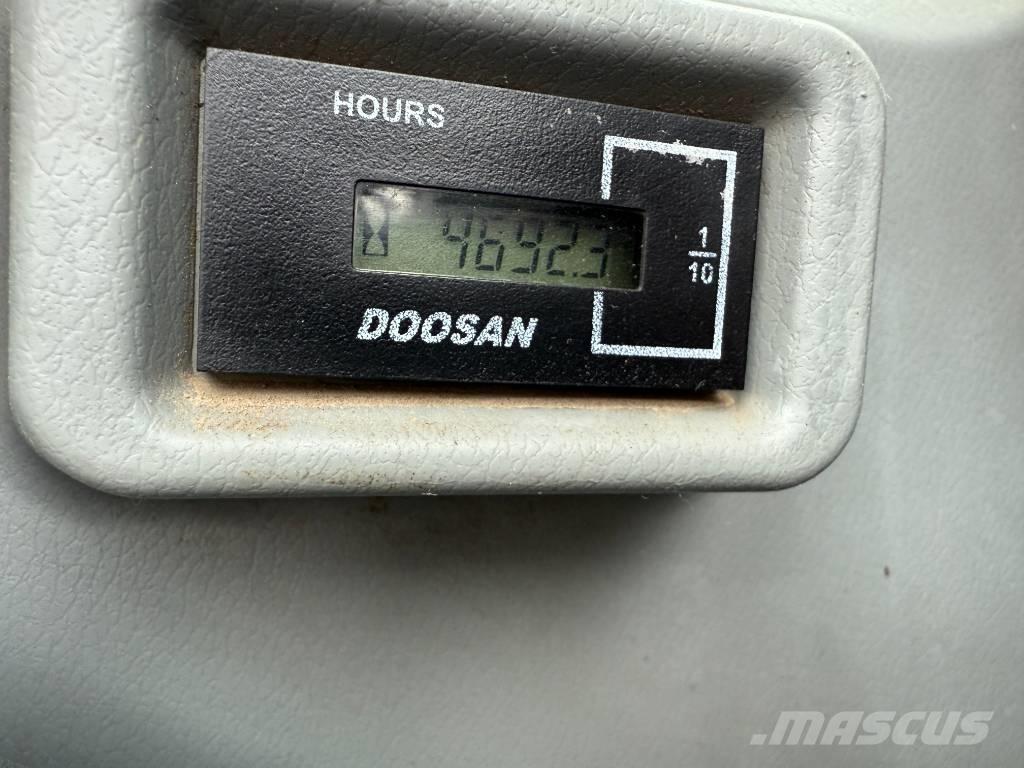 HOURS
4692.3
1
10
DOOSAN
.MASCUS